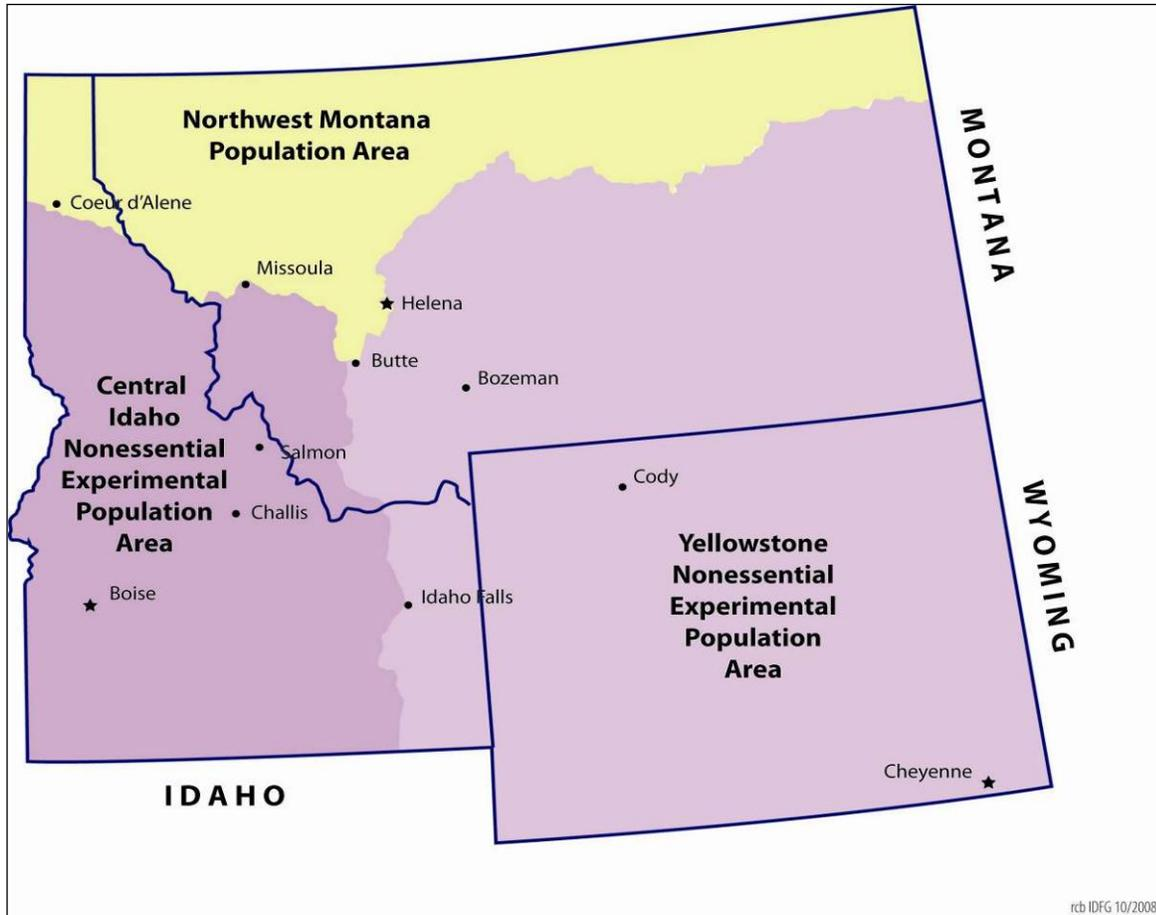 Northwest Montana
Population Area
MONTANA
Coeur d'Alene
Missoula
Helena
Butte
Bozeman
Central
Idaho
Nonessential
Experimental
Population
Area
Salmon
Challis
Boise
Idaho Falls
Cody
Yellowstone
Nonessential
Experimental
Population
Area
WYOMING
Cheyenne
IDAHO
rcb IDFG 10/2008